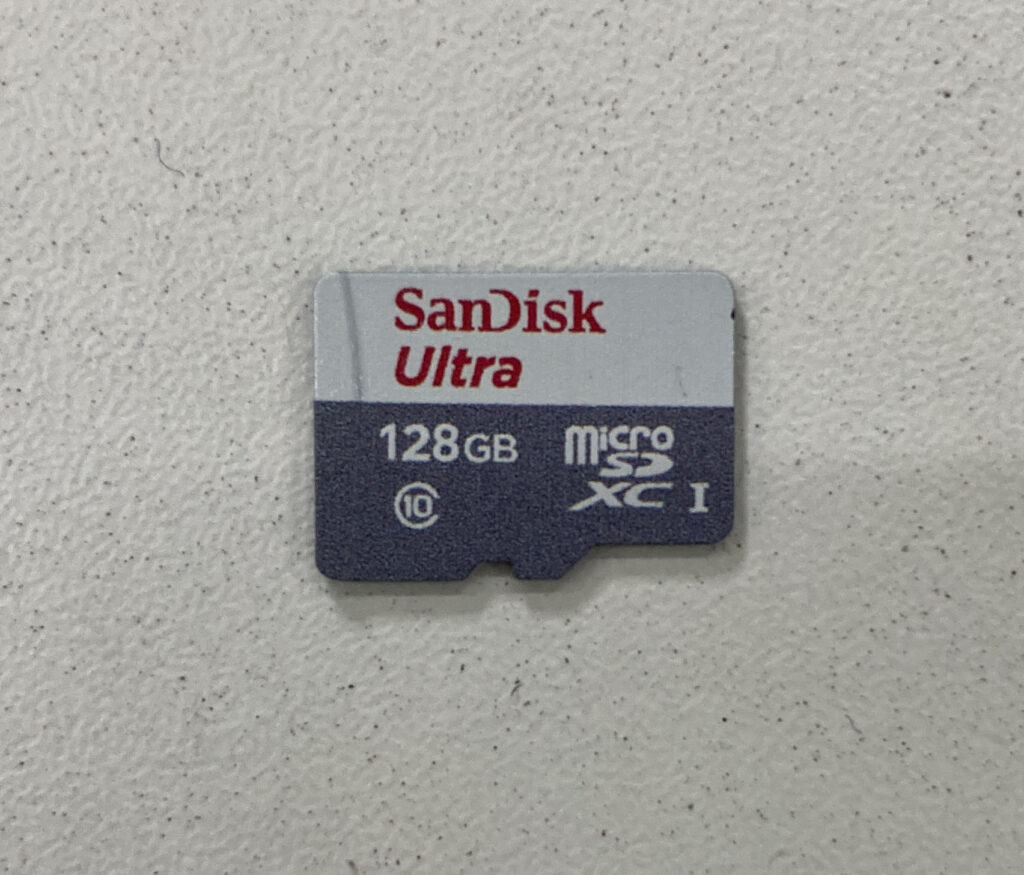 SanDisk
Ultra
128GB
micro
SD
XC I
10